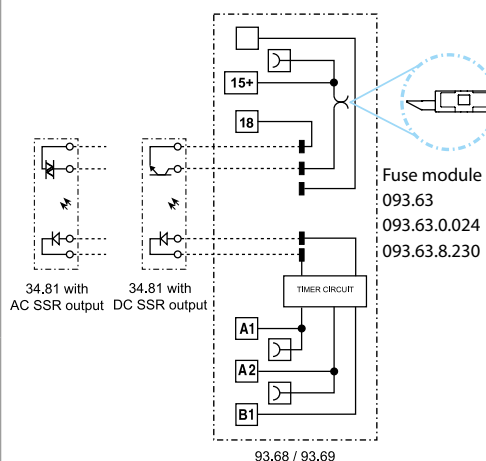 15+
18
Fuse module
093.63
093.63.0.024
093.63.8.230
34.81 with
AC SSR output
34.81 with
DC SSR output
TIMER CIRCUIT
A1
A2
B1
93.68 / 93.69